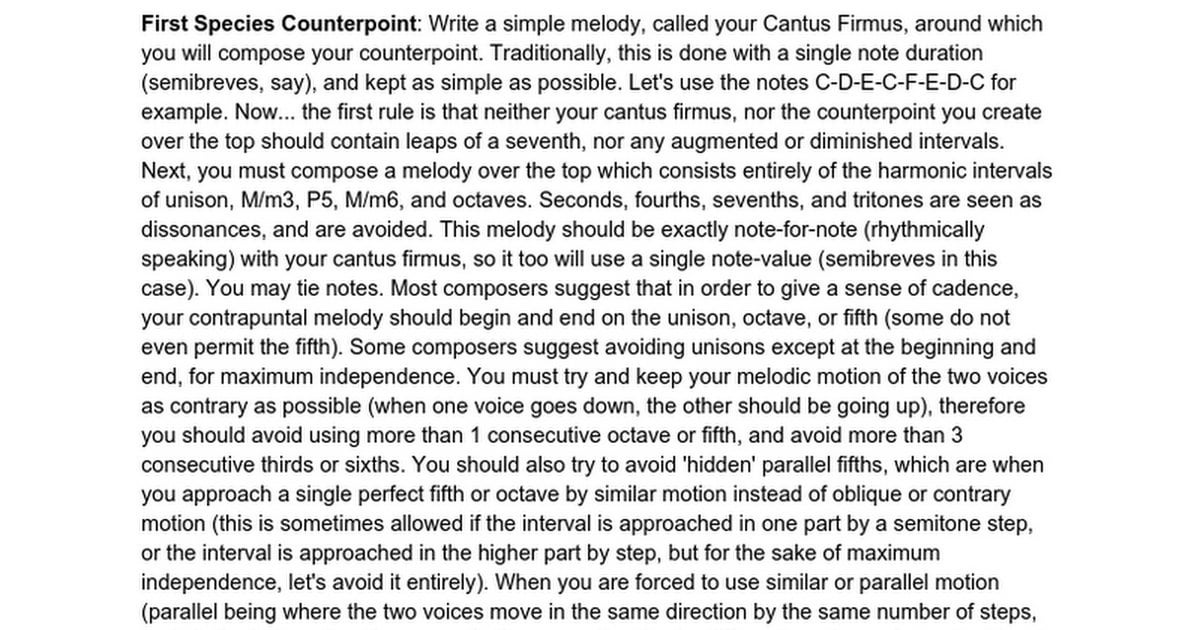 First Species Counterpoint: Write a simple melody, called your Cantus Firmus, around which
you will compose your counterpoint. Traditionally, this is done with a single note duration
(semibreves, say), and kept as simple as possible. Let's use the notes C-D-E-C-F-E-D-C for
example. Now... the first rule is that neither your cantus firmus, nor the counterpoint you create
over the top should contain leaps of a seventh, nor any augmented or diminished intervals.
Next, you must compose a melody over the top which consists entirely of the harmonic intervals
of unison, M/m3, P5, M/m6, and octaves. Seconds, fourths, sevenths, and tritones are seen as
dissonances, and are avoided. This melody should be exactly note-for-note (rhythmically
speaking) with your cantus firmus, so it too will use a single note-value (semibreves in this
case). You may tie notes. Most composers suggest that in order to give a sense of cadence,
your contrapuntal melody should begin and end on the unison, octave, or fifth (some do not
even permit the fifth). Some composers suggest avoiding unisons except at the beginning and
end, for maximum independence. You must try and keep your melodic motion of the two voices
as contrary as possible (when one voice goes down, the other should be going up), therefore
you should avoid using more than 1 consecutive octave or fifth, and avoid more than 3
consecutive thirds or sixths. You should also try to avoid 'hidden' parallel fifths, which are when
you approach a single perfect fifth or octave by similar motion instead of oblique or contrary
motion (this is sometimes allowed if the interval is approached in one part by a semitone step,
or the interval is approached in the higher part by step, but for the sake of maximum
independence, let's avoid it entirely). When you are forced to use similar or parallel motion
(parallel being where the two voices move in the same direction by the same number of steps,